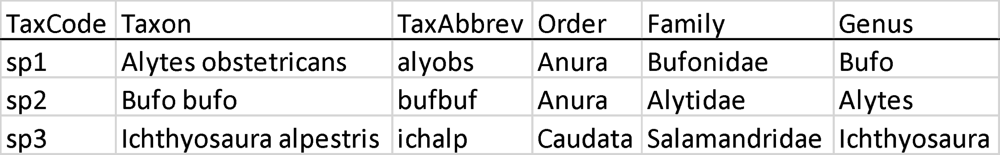 TaxCode Taxon TaxAbbrev Order Family Genus
sp1 Alytes obstetricans alyobs Anura Bufonidae Bufo
sp2 Bufo bufo bufbuf Anura Alytidae Alytes
sp3 Ichthyosaura alpestris ichalp Caudata Salamandridae Ichthyosaura